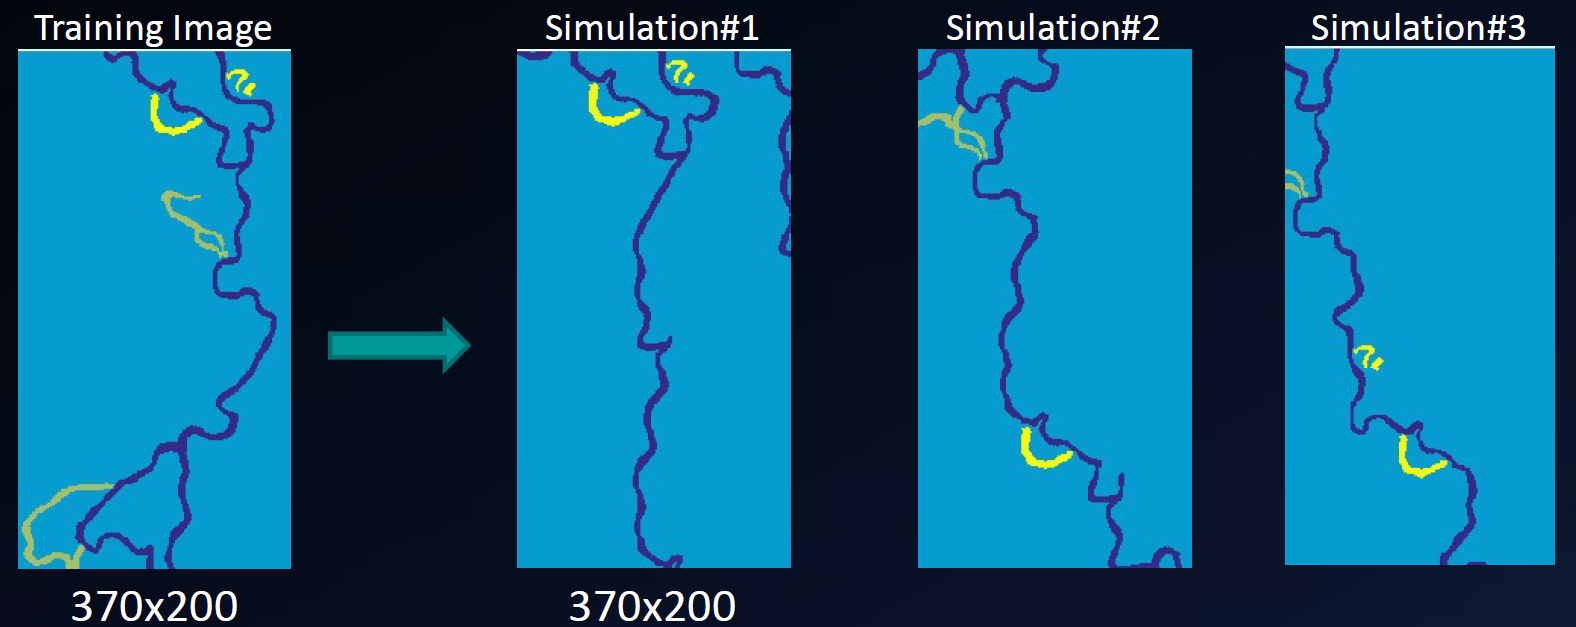 Training Image
Simulation#1
Simulation#2
Simulation#3
370x200
370x200